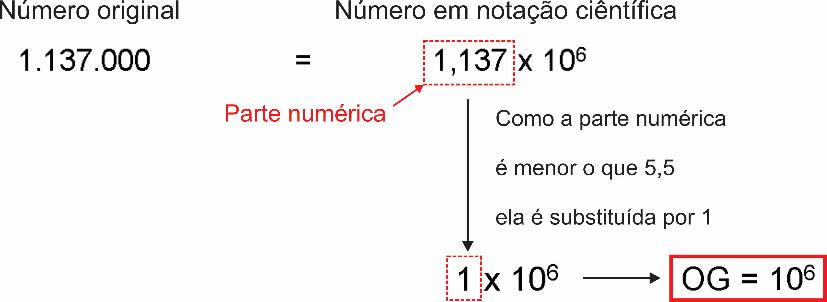 Número original
Número em notação ciêntífica
1.137.000 = 1,137 x 10⁶
Parte numérica
Como a parte numérica
é menor o que 5,5
ela é substituída por 1
1 x 10⁶
OG = 10⁶